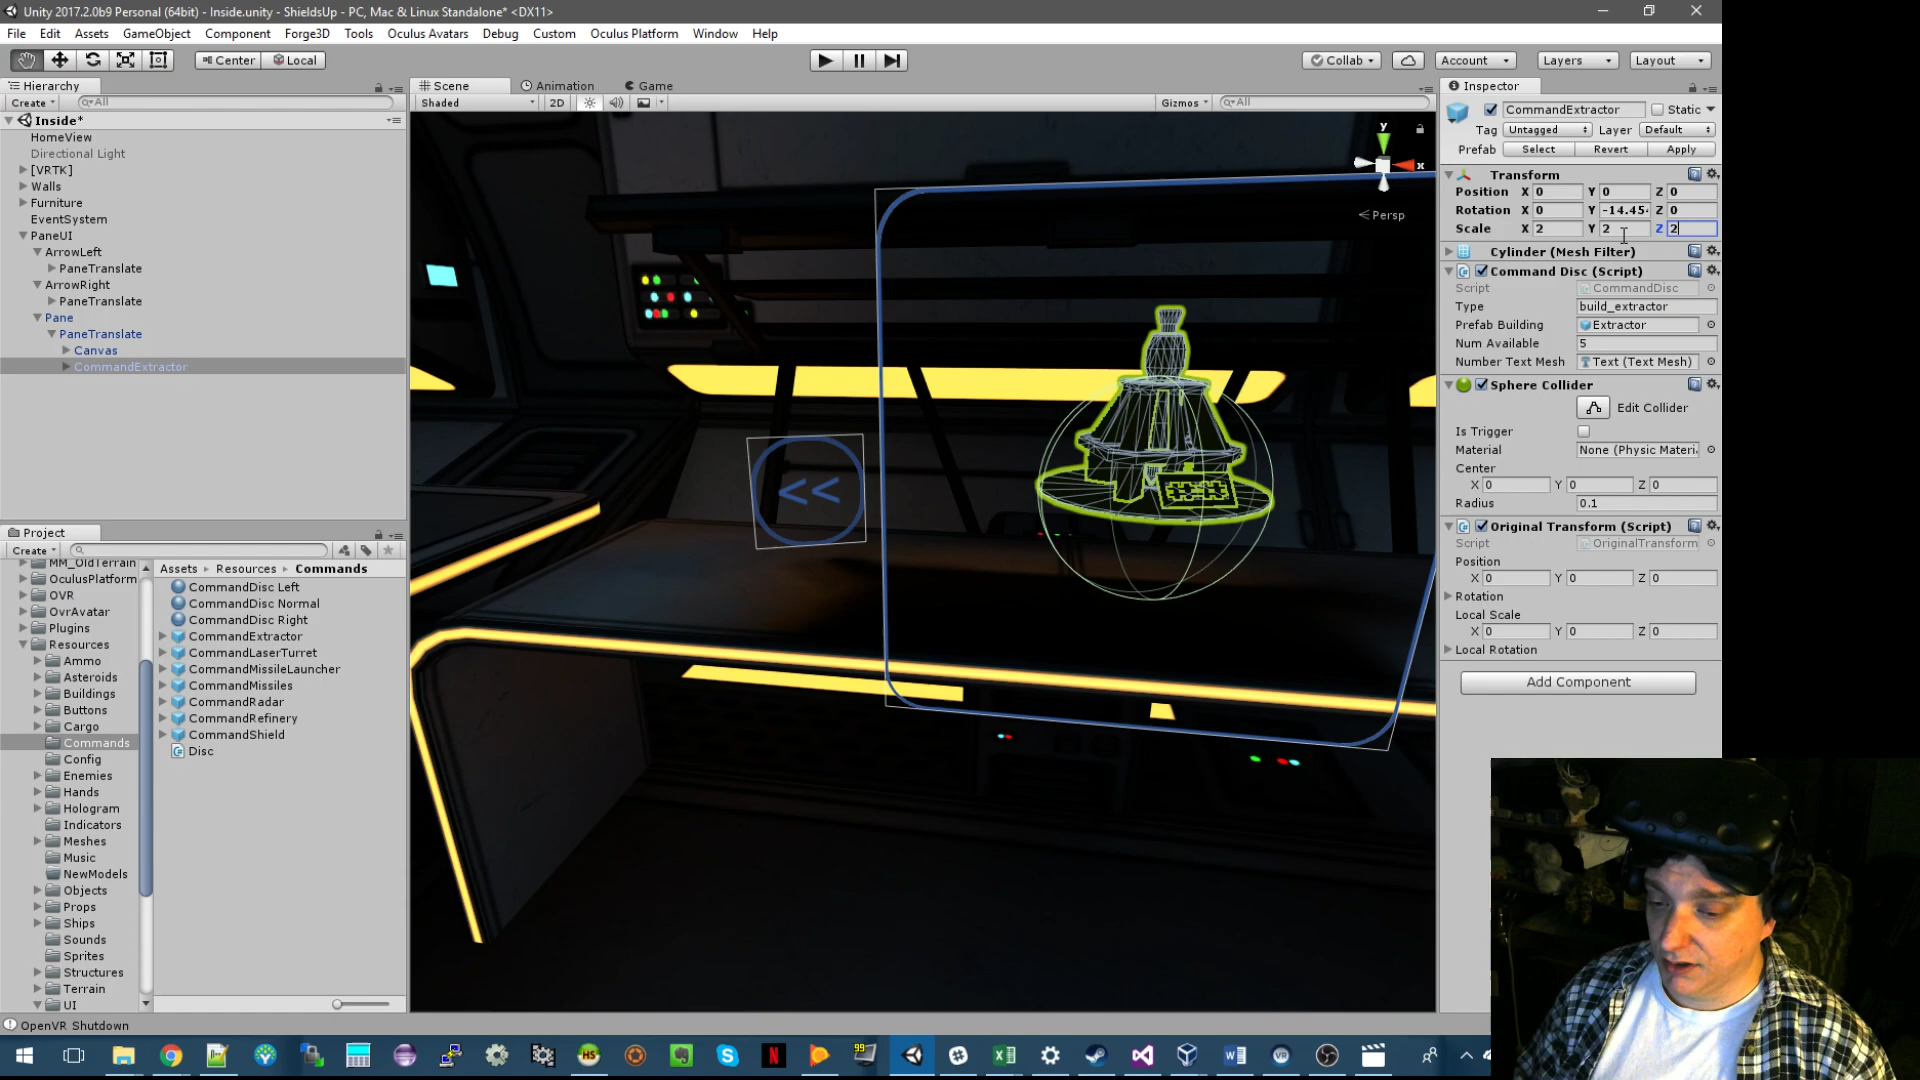 Unity 2017.2.0b9 Personal (64bit) - Inside.unity - ShieldsUp - PC, Mac & Linux Standalone* <DX11>
File Edit Assets GameObject Component Forge3D Tools Oculus Avatars Debug Custom Oculus Platform Window Help
Center Local Collab Account Layers Layout
Hierarchy
Create All
Inside*
HomeView
Directional Light
[VRTK]
Walls
Furniture
EventSystem
PaneUI
ArrowLeft
PaneTranslate
ArrowRight
PaneTranslate
Pane
PaneTranslate
Canvas
CommandExtractor
Scene Animation Game
Shaded 2D Gizmos All
y
x
Persp
<<
##
Project
Create
MM_OldTerrain
OculusPlatform
OVR
OvrAvatar
Plugins
Resources
Ammo
Asteroids
Buildings
Buttons
Cargo
Commands
Config
Enemies
Hands
Hologram
Indicators
Meshes
Music
NewModels
Objects
Props
Ships
Sounds
Sprites
Structures
Terrain
UI
Assets Resources Commands
CommandDisc Left
CommandDisc Normal
CommandDisc Right
CommandExtractor
CommandLaserTurret
CommandMissileLauncher
CommandMissiles
CommandRadar
CommandRefinery
CommandShield
Disc
Inspector
CommandExtractor Static
Tag Untagged Layer Default
Prefab Select Revert Apply
Transform
Position X 0 Y 0 Z 0
Rotation X 0 Y -14.45 Z 0
Scale X 2 Y 2 Z 2
Cylinder (Mesh Filter)
Command Disc (Script)
Script CommandDisc
Type build_extractor
Prefab Building Extractor
Num Available 5
Number Text Mesh Text (Text Mesh)
Sphere Collider
Edit Collider
Is Trigger
Material None (Physic Materi
Center
X 0 Y 0 Z 0
Radius 0.1
Original Transform (Script)
Script OriginalTransform
Position
X 0 Y 0 Z 0
Rotation
Local Scale
X 0 Y 0 Z 0
Local Rotation
Add Component
OpenVR Shutdown
99